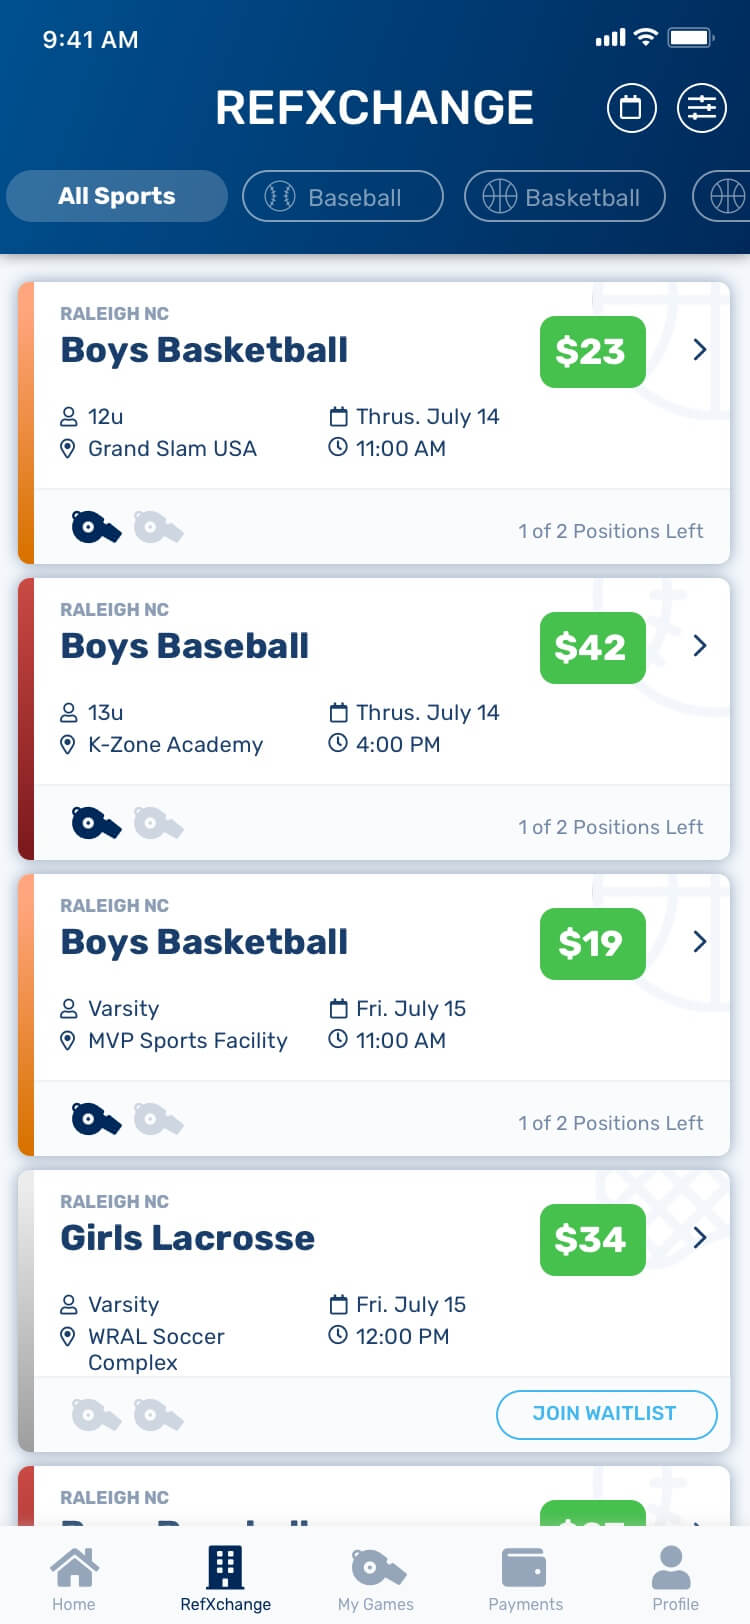 9:41 AM
REFXCHANGE
All Sports
Baseball
Basketball
RALEIGH NC
Boys Basketball
$23
12u
Thrus. July 14
Grand Slam USA
11:00 AM
1 of 2 Positions Left
RALEIGH NC
Boys Baseball
$42
13u
Thrus. July 14
K-Zone Academy
4:00 PM
1 of 2 Positions Left
RALEIGH NC
Boys Basketball
$19
Varsity
Fri. July 15
MVP Sports Facility
11:00 AM
1 of 2 Positions Left
RALEIGH NC
Girls Lacrosse
$34
Varsity
Fri. July 15
WRAL Soccer
Complex
12:00 PM
JOIN WAITLIST
RALEIGH NC
Home
RefXchange
My Games
Payments
Profile